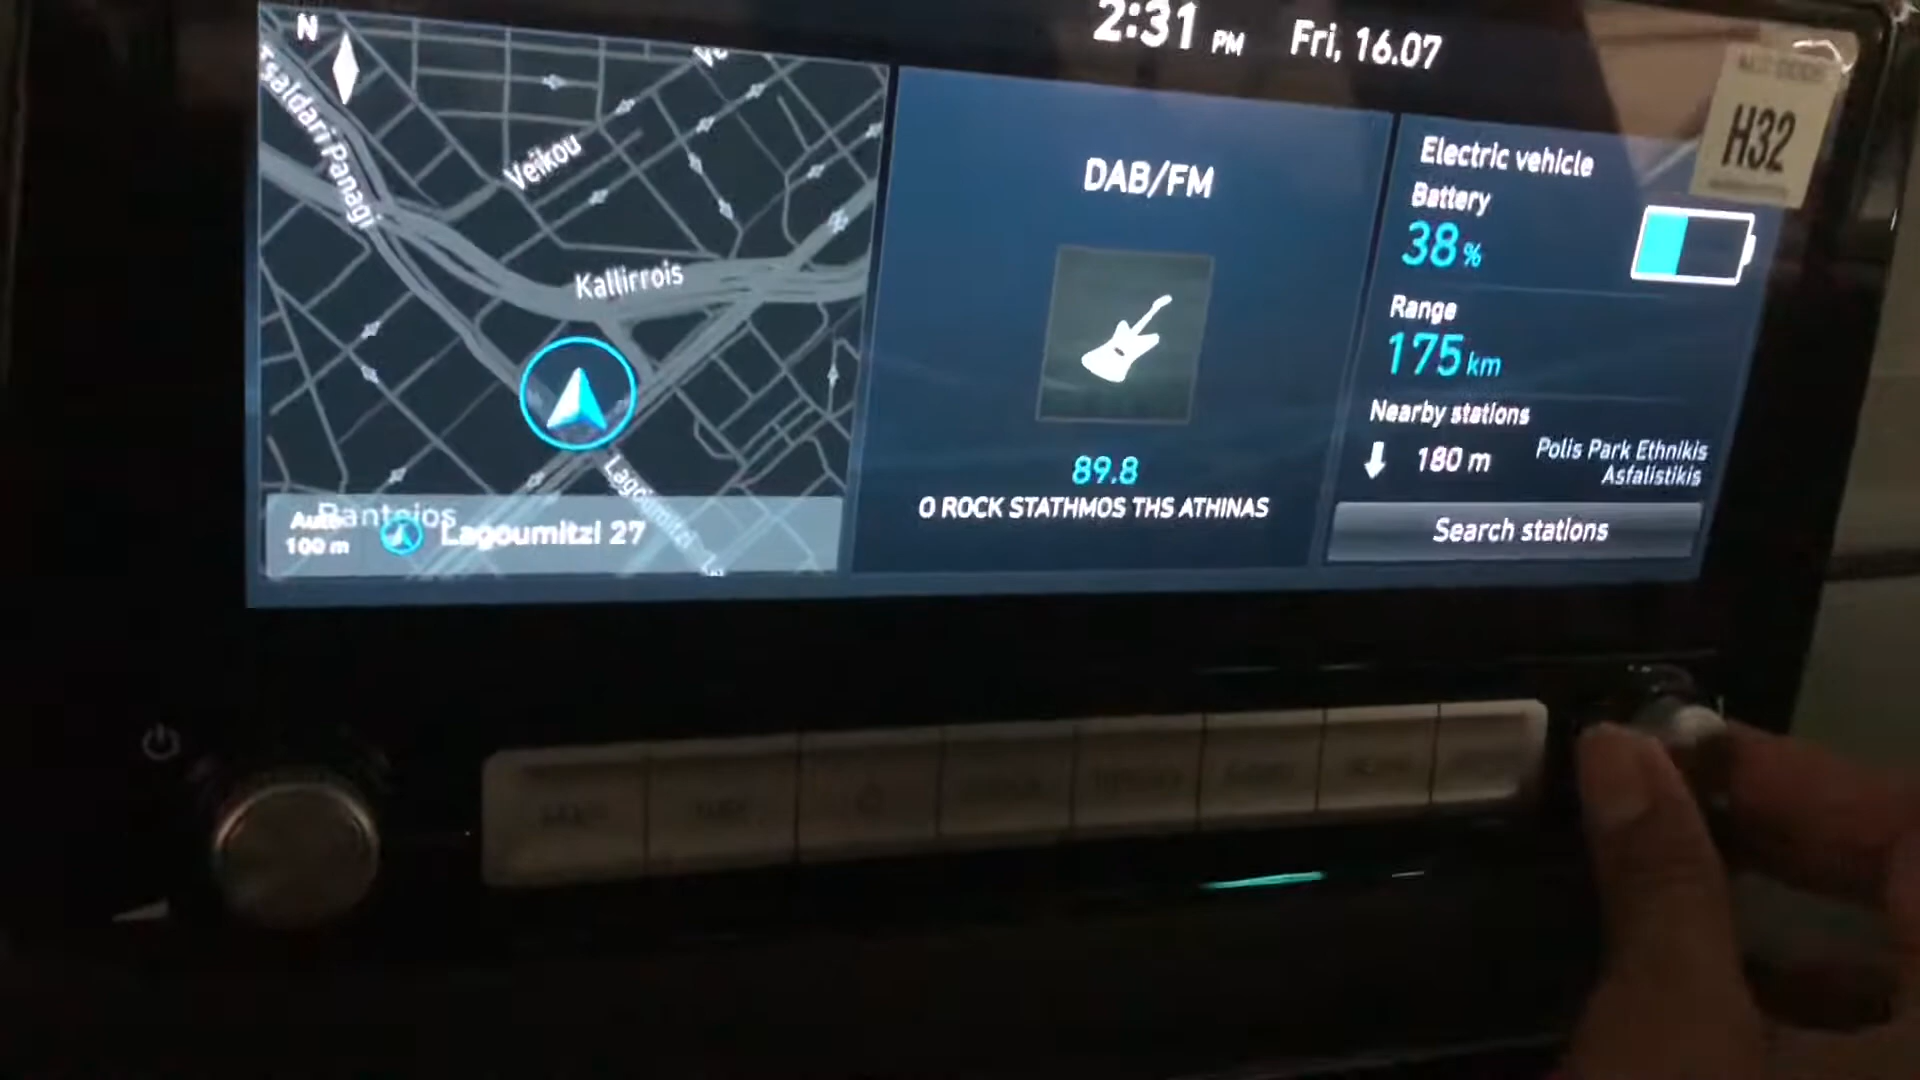 2:31 PM Fri, 16.07
N
Tsaldari Panagi
Veikou
Kallirrois
Lagoumitzi
Panteios
Auto
100 m
Lagoumitzi 27
DAB/FM
89.8
O ROCK STATHMOS THS ATHINAS
Electric vehicle
Battery
38 %
Range
175 km
Nearby stations
180 m
Polis Park Ethnikis
Asfalistikis
Search stations
H32